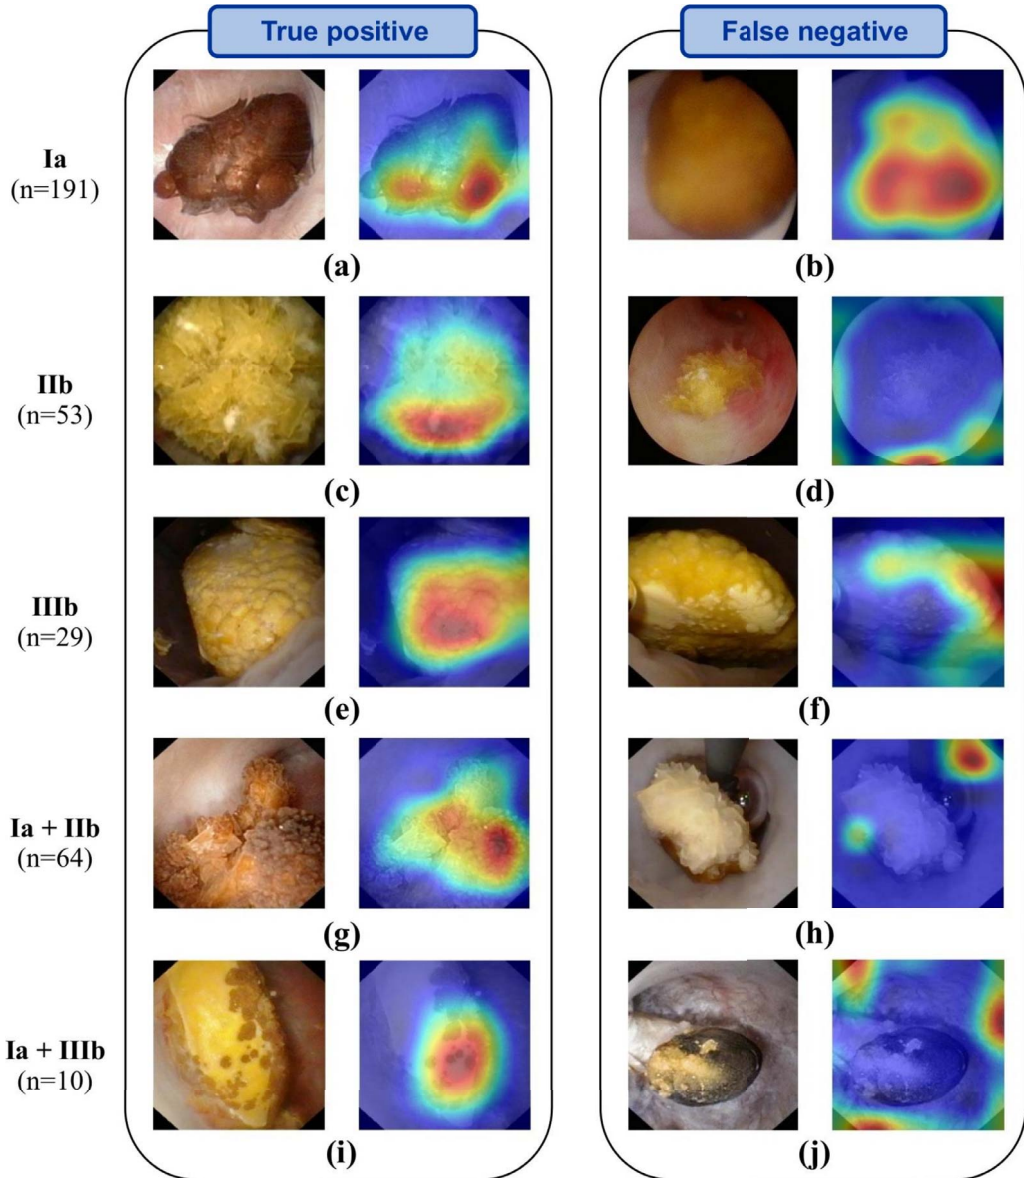 True positive
False negative
Ia
(n=191)
(a)
(b)
IIb
(n=53)
(c)
(d)
IIIb
(n=29)
(e)
(f)
Ia + IIb
(n=64)
(g)
(h)
Ia + IIIb
(n=10)
(i)
(j)